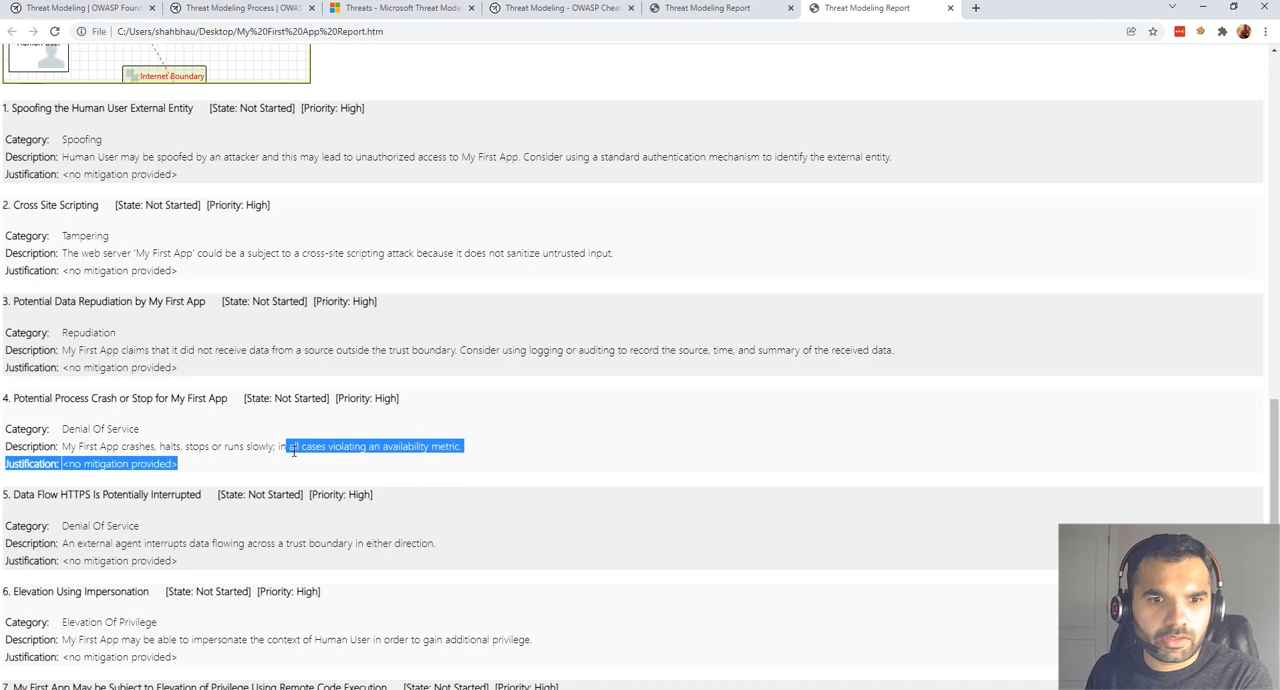 Threat Modeling | OWASP Found
Threat Modeling Process | OWAS
Threats - Microsoft Threat Mode
Threat Modeling - OWASP Cheat
Threat Modeling Report
Threat Modeling Report
File
C:/Users/shahbhau/Desktop/My%20First%20App%20Report.htm
Internet Boundary
1. Spoofing the Human User External Entity [State: Not Started] [Priority: High]
Category: Spoofing
Description: Human User may be spoofed by an attacker and this may lead to unauthorized access to My First App. Consider using a standard authentication mechanism to identify the external entity.
Justification: <no mitigation provided>
2. Cross Site Scripting [State: Not Started] [Priority: High]
Category: Tampering
Description: The web server 'My First App' could be a subject to a cross-site scripting attack because it does not sanitize untrusted input.
Justification: <no mitigation provided>
3. Potential Data Repudiation by My First App [State: Not Started] [Priority: High]
Category: Repudiation
Description: My First App claims that it did not receive data from a source outside the trust boundary. Consider using logging or auditing to record the source, time, and summary of the received data.
Justification: <no mitigation provided>
4. Potential Process Crash or Stop for My First App [State: Not Started] [Priority: High]
Category: Denial Of Service
Description: My First App crashes, halts, stops or runs slowly; in all cases violating an availability metric.
Justification: <no mitigation provided>
5. Data Flow HTTPS Is Potentially Interrupted [State: Not Started] [Priority: High]
Category: Denial Of Service
Description: An external agent interrupts data flowing across a trust boundary in either direction.
Justification: <no mitigation provided>
6. Elevation Using Impersonation [State: Not Started] [Priority: High]
Category: Elevation Of Privilege
Description: My First App may be able to impersonate the context of Human User in order to gain additional privilege.
Justification: <no mitigation provided>
7. My First App May be Subject to Elevation of Privilege Using Remote Code Execution [State: Not Started] [Priority: High]